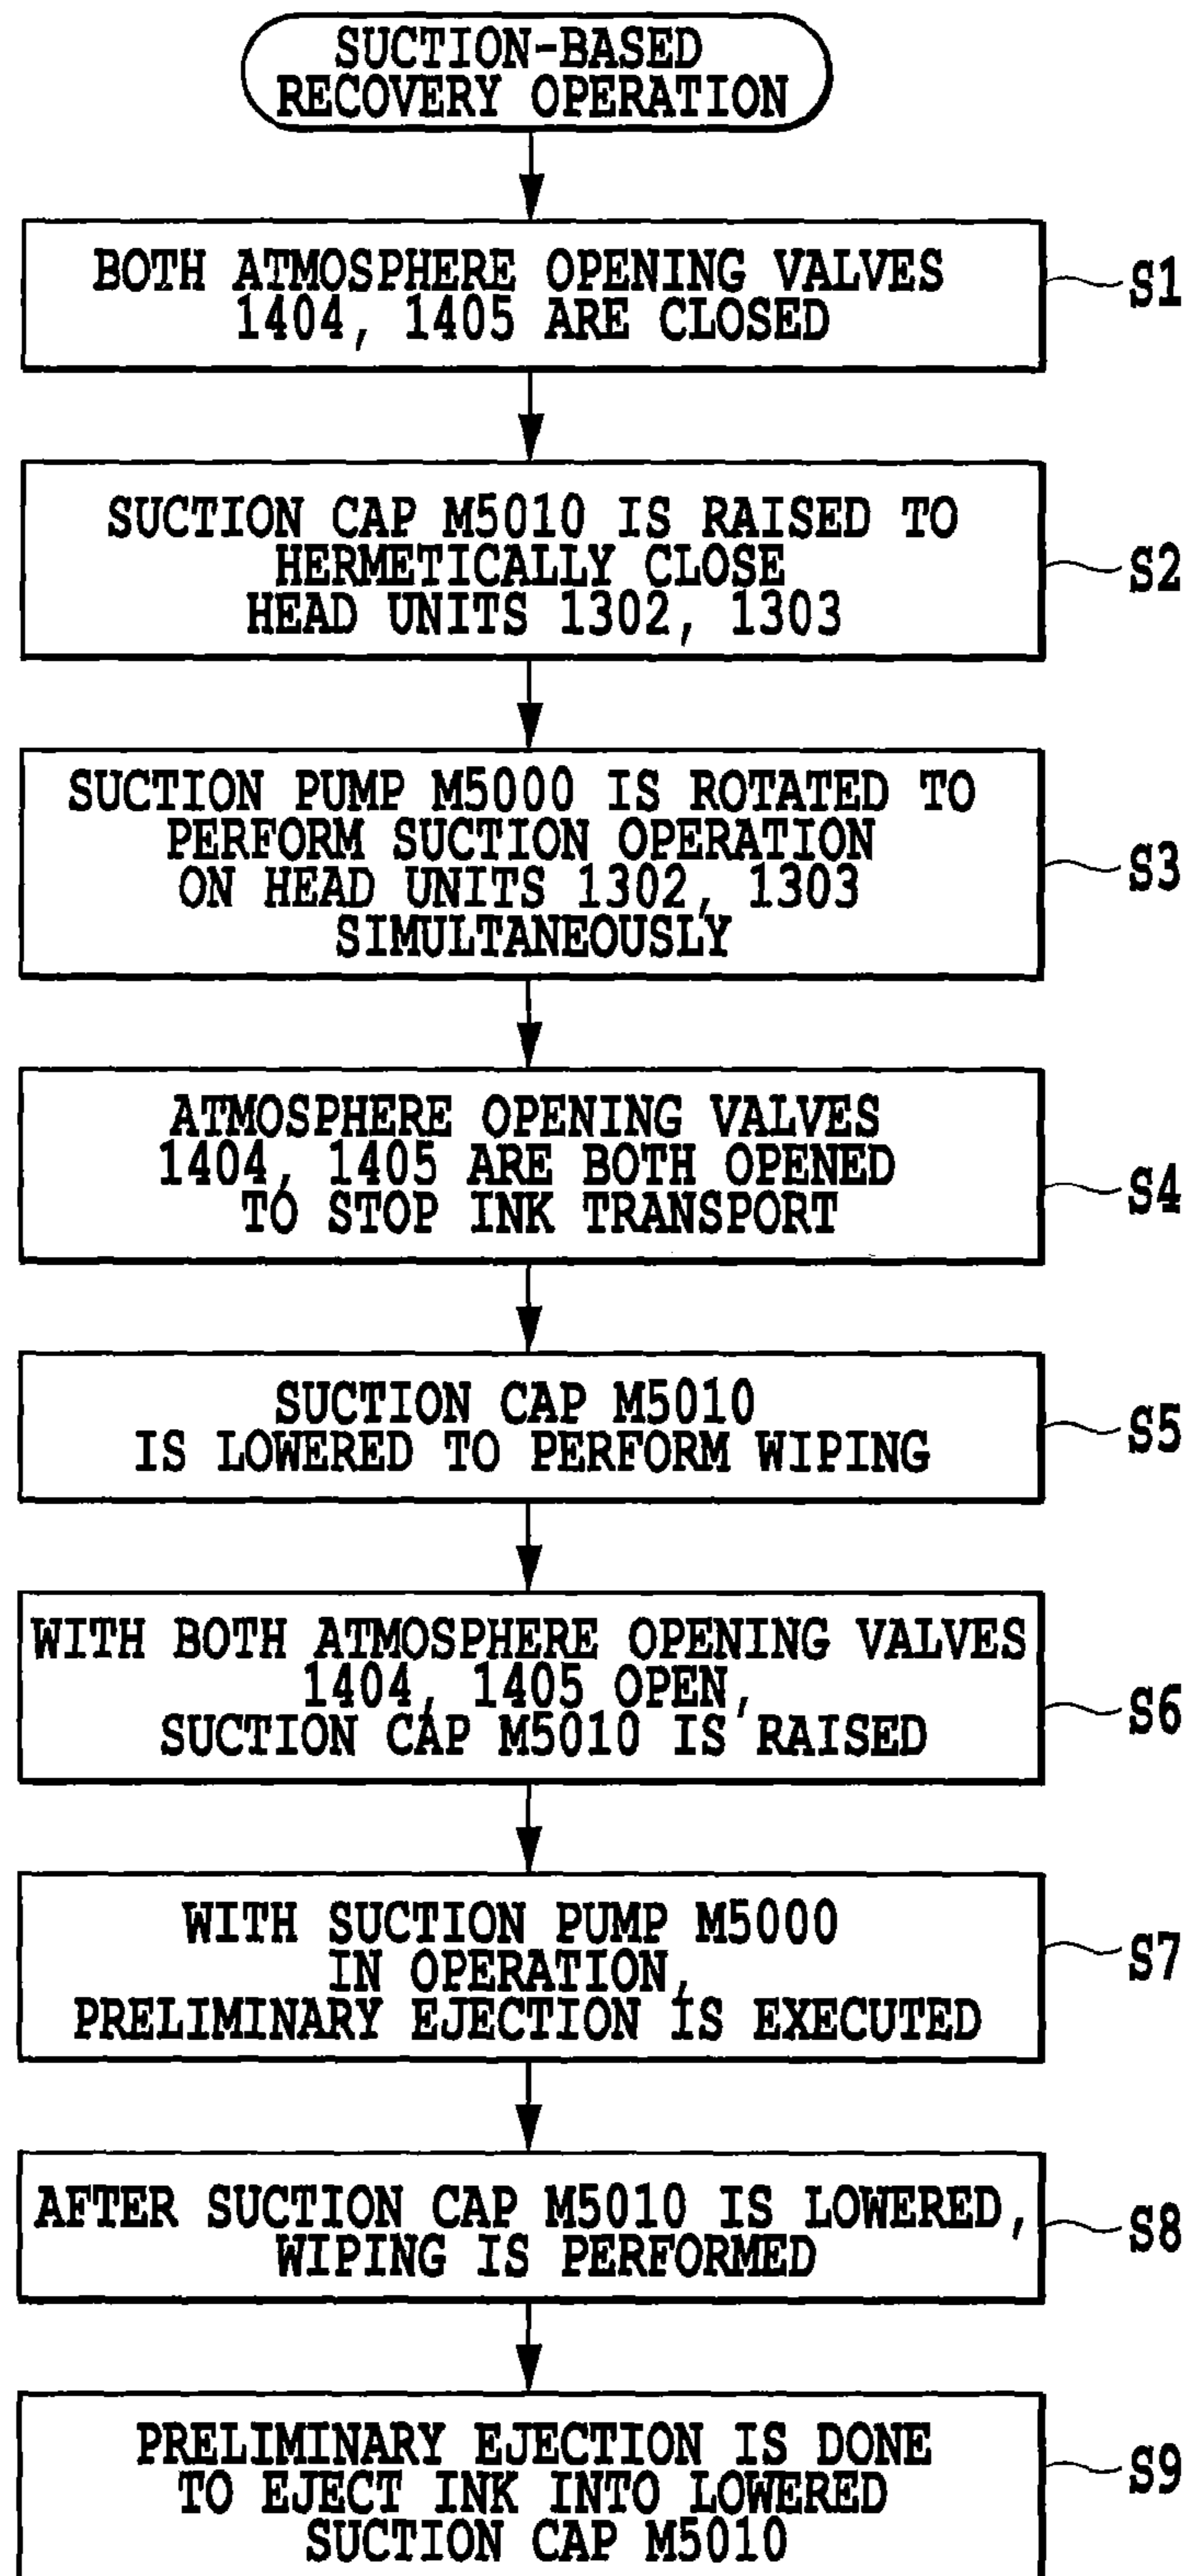 SUCTION-BASED
RECOVERY OPERATION
BOTH ATMOSPHERE OPENING VALVES
1404, 1405 ARE CLOSED
S1
SUCTION CAP M5010 IS RAISED TO
HERMETICALLY CLOSE
HEAD UNITS 1302, 1303
S2
SUCTION PUMP M5000 IS ROTATED TO
PERFORM SUCTION OPERATION
ON HEAD UNITS 1302, 1303
SIMULTANEOUSLY
S3
ATMOSPHERE OPENING VALVES
1404, 1405 ARE BOTH OPENED
TO STOP INK TRANSPORT
S4
SUCTION CAP M5010
IS LOWERED TO PERFORM WIPING
S5
WITH BOTH ATMOSPHERE OPENING VALVES
1404, 1405 OPEN,
SUCTION CAP M5010 IS RAISED
S6
WITH SUCTION PUMP M5000
IN OPERATION,
PRELIMINARY EJECTION IS EXECUTED
S7
AFTER SUCTION CAP M5010 IS LOWERED,
WIPING IS PERFORMED
S8
PRELIMINARY EJECTION IS DONE
TO EJECT INK INTO LOWERED
SUCTION CAP M5010
S9